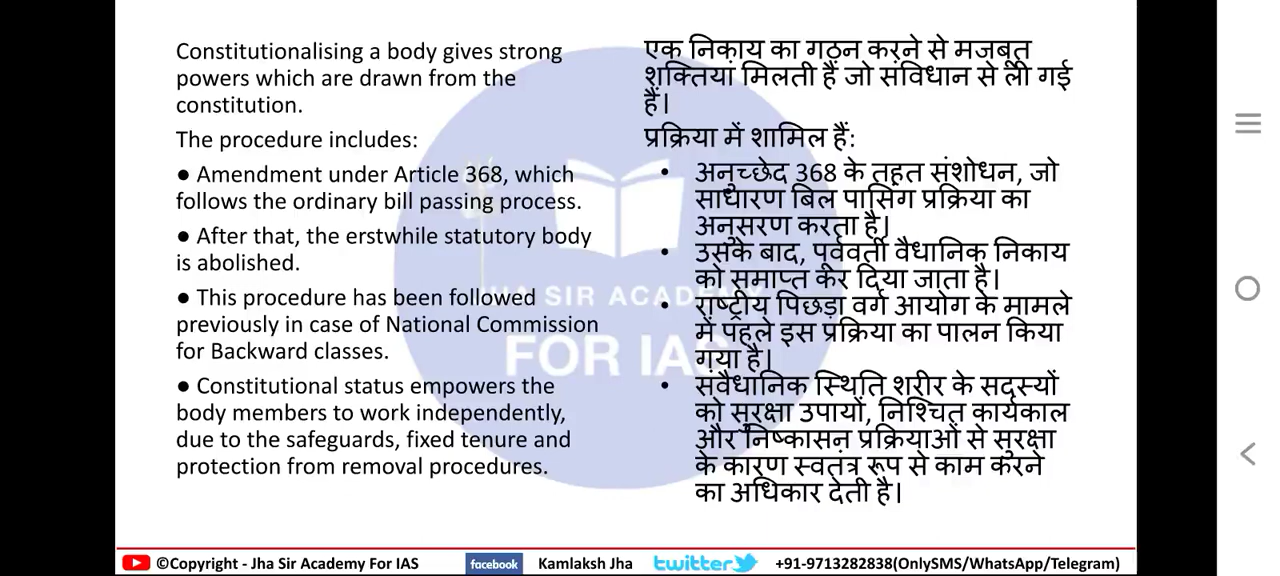 Constitutionalising a body gives strong
powers which are drawn from the
constitution.
The procedure includes:
● Amendment under Article 368, which
follows the ordinary bill passing process.
● After that, the erstwhile statutory body
is abolished.
● This procedure has been followed
previously in case of National Commission
for Backward classes.
● Constitutional status empowers the
body members to work independently,
due to the safeguards, fixed tenure and
protection from removal procedures.
एक निकाय का गठन करने से मजबूत
शक्तियां मिलती हैं जो संविधान से ली गई
हैं।
प्रक्रिया में शामिल हैं:
• अनुच्छेद 368 के तहत संशोधन, जो
साधारण बिल पासिंग प्रक्रिया का
अनुसरण करता है।
• उसके बाद, पूर्ववर्ती वैधानिक निकाय
को समाप्त कर दिया जाता है।
• राष्ट्रीय पिछड़ा वर्ग आयोग के मामले
में पहले इस प्रक्रिया का पालन किया
गया है।
• संवैधानिक स्थिति शरीर के सदस्यों
को सुरक्षा उपायों, निश्चित कार्यकाल
और निष्कासन प्रक्रियाओं से सुरक्षा
के कारण स्वतंत्र रूप से काम करने
का अधिकार देती है।
JHA SIR ACADEMY
FOR IAS
©Copyright - Jha Sir Academy For IAS
facebook
Kamlaksh Jha
twitter
+91-9713282838(OnlySMS/WhatsApp/Telegram)